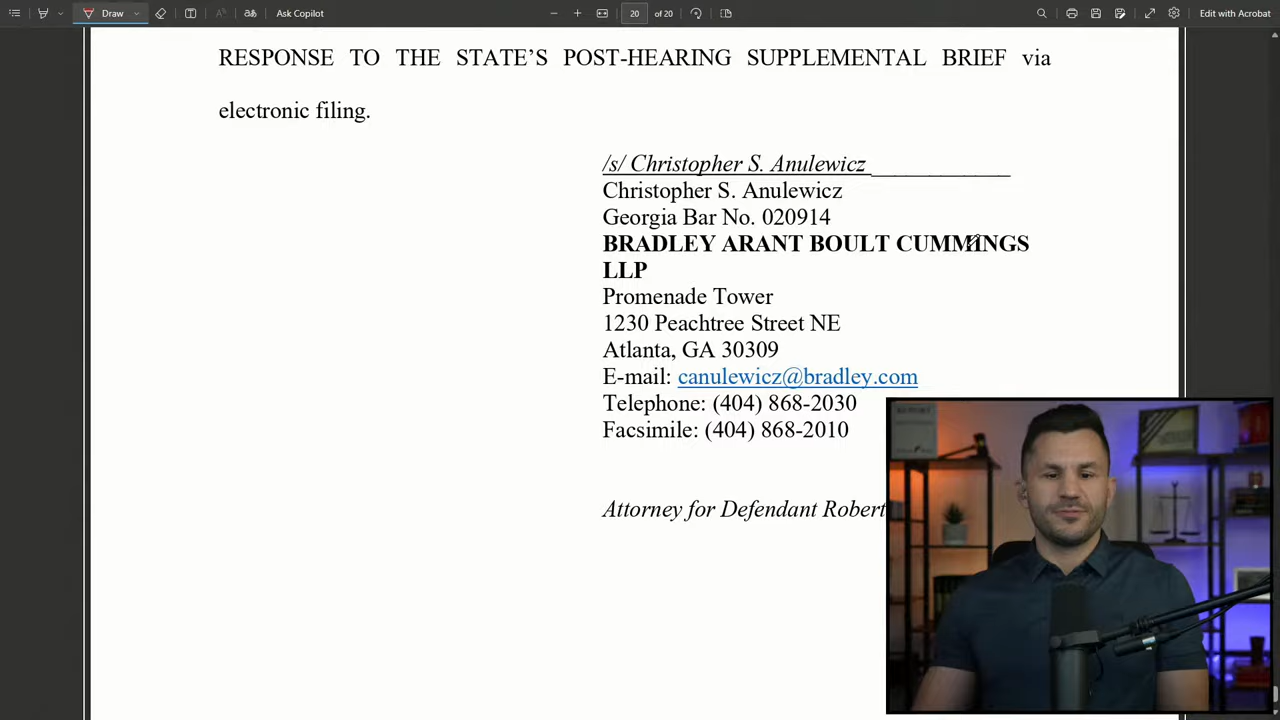 Draw
Ask Copilot
20 of 20
Edit with Acrobat
RESPONSE TO THE STATE’S POST-HEARING SUPPLEMENTAL BRIEF via
electronic filing.
/s/ Christopher S. Anulewicz
Christopher S. Anulewicz
Georgia Bar No. 020914
BRADLEY ARANT BOULT CUMMINGS
LLP
Promenade Tower
1230 Peachtree Street NE
Atlanta, GA 30309
E-mail: canulewicz@bradley.com
Telephone: (404) 868-2030
Facsimile: (404) 868-2010
Attorney for Defendant Robert